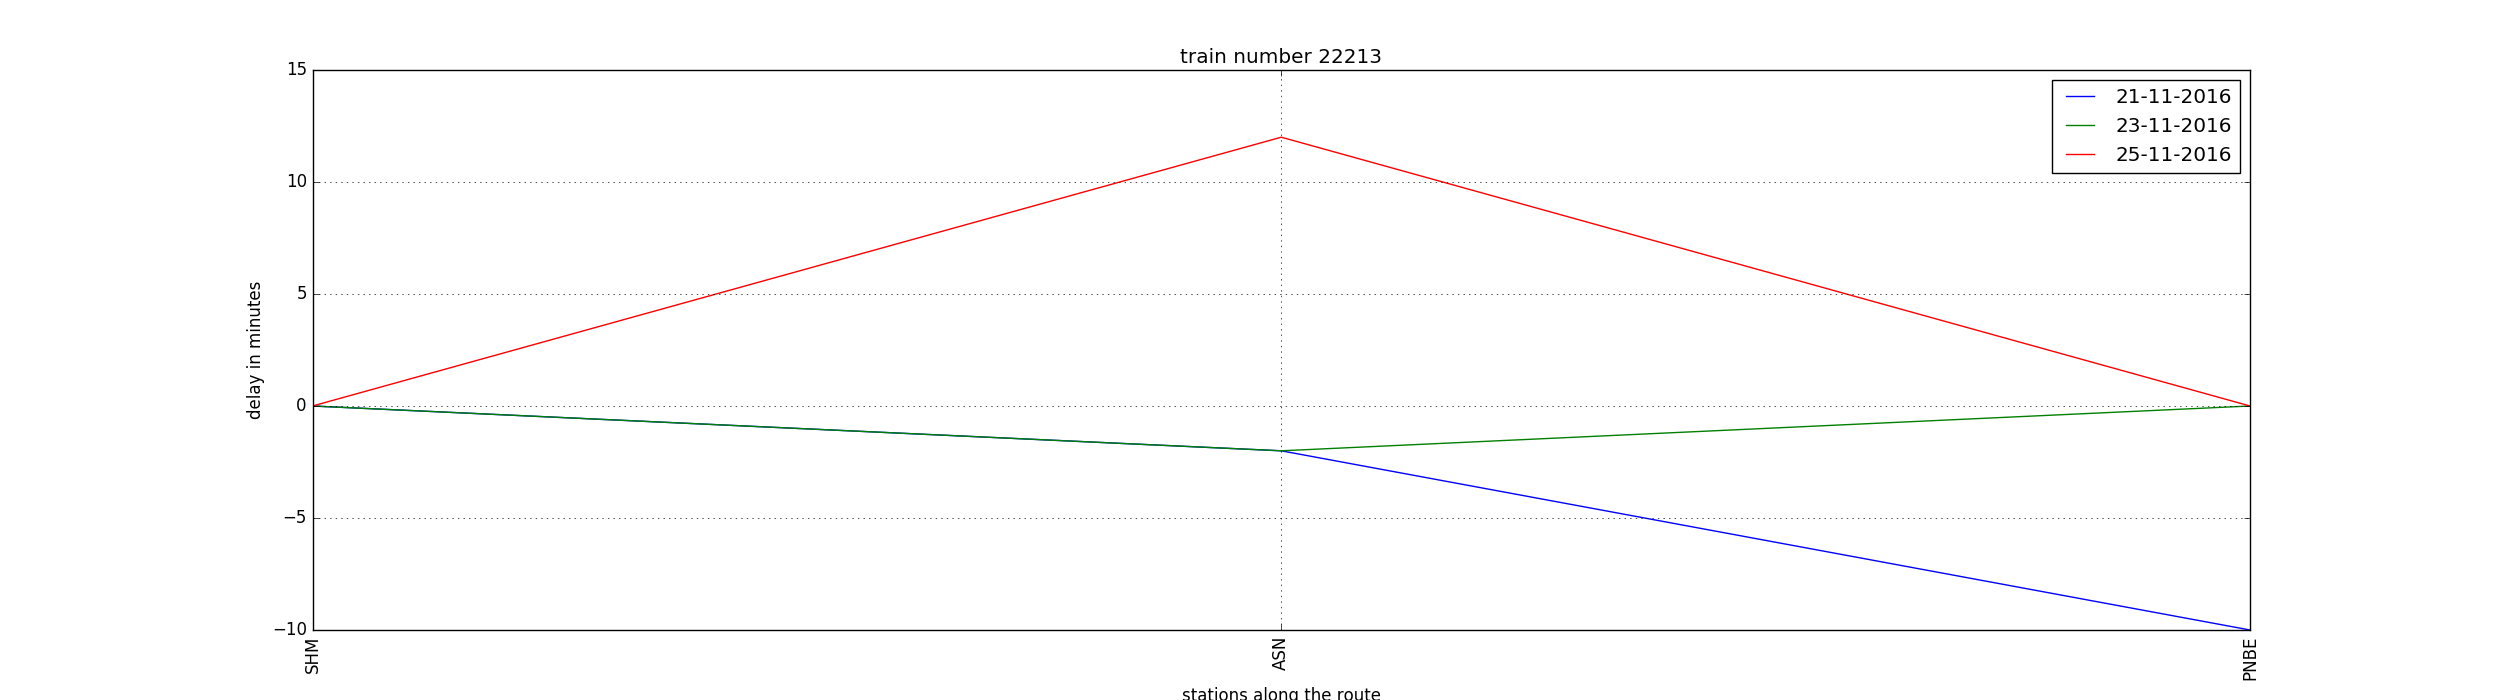 train number 22213
15
10
5
0
−5
−10
delay in minutes
21-11-2016
23-11-2016
25-11-2016
SHM
ASN
PNBE
stations along the route